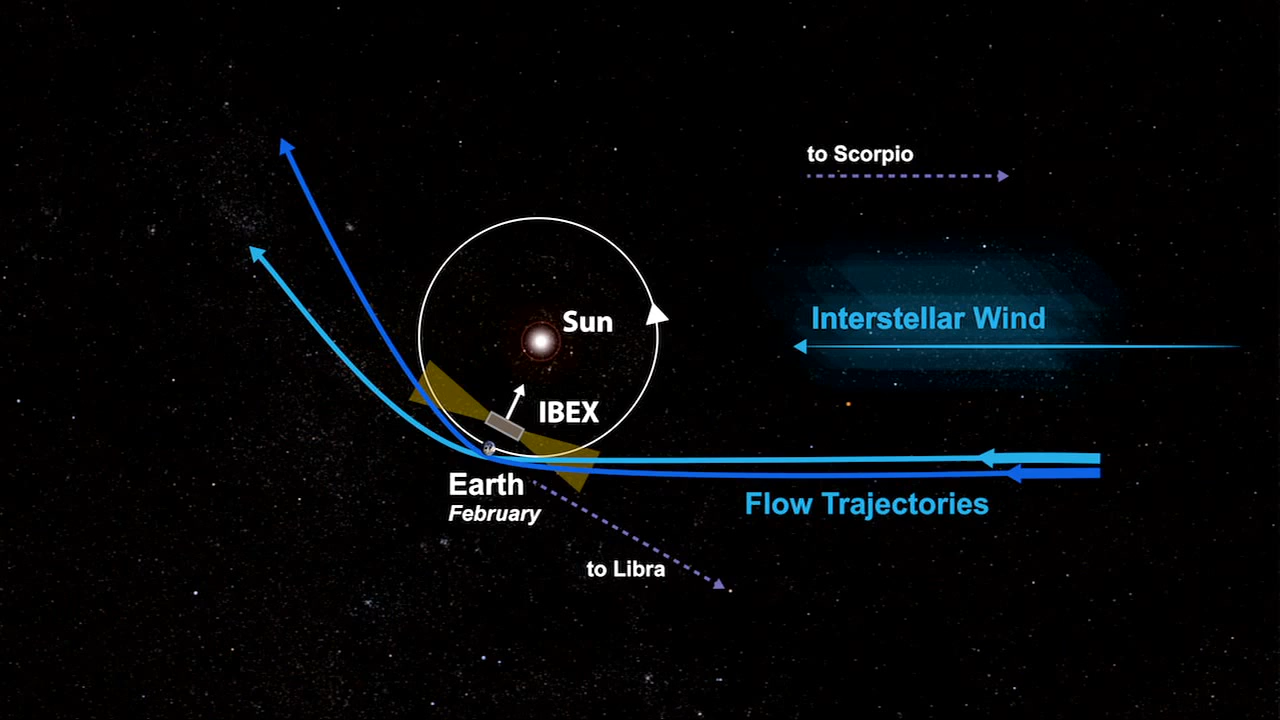 to Scorpio
Interstellar Wind
Sun
IBEX
Earth
February
Flow Trajectories
to Libra